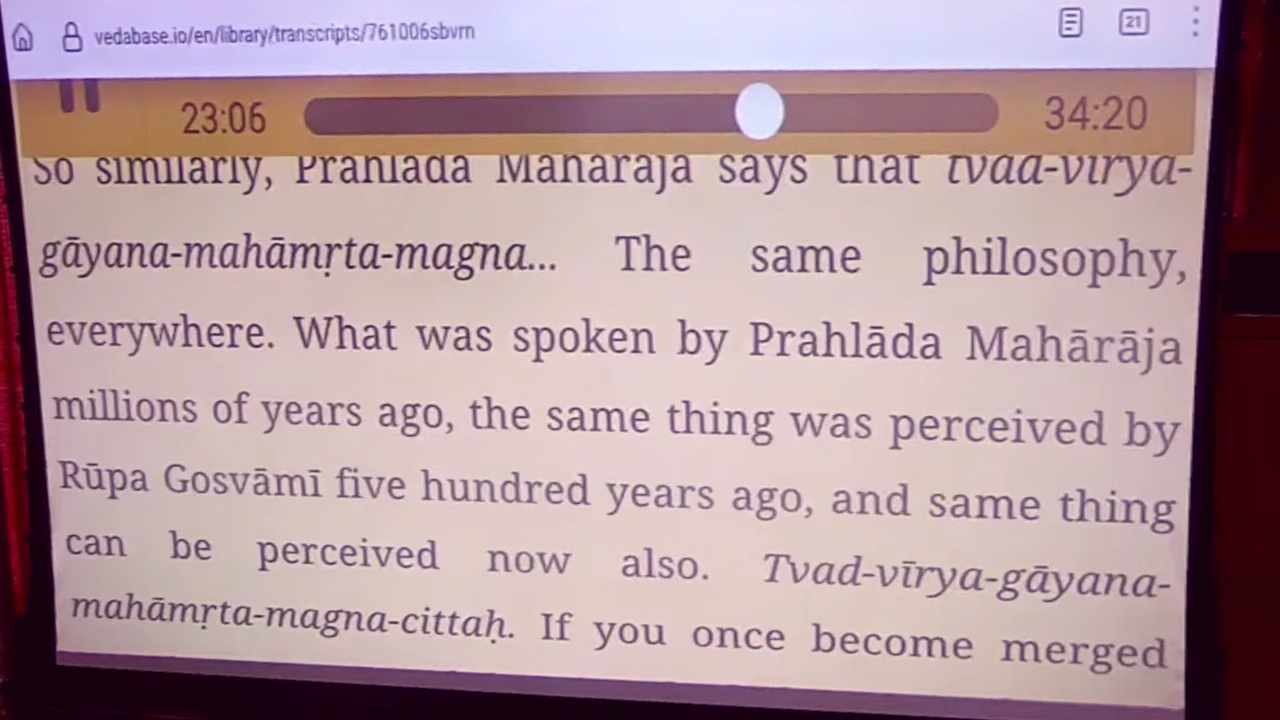 vedabase.io/en/library/transcripts/761006sbvrn
21
23:06
34:20
So similarly, Prahlāda Mahārāja says that tvad-vīrya-
gāyana-mahāmṛta-magna... The same philosophy,
everywhere. What was spoken by Prahlāda Mahārāja
millions of years ago, the same thing was perceived by
Rūpa Gosvāmī five hundred years ago, and same thing
can be perceived now also. Tvad-vīrya-gāyana-
mahāmṛta-magna-cittaḥ. If you once become merged